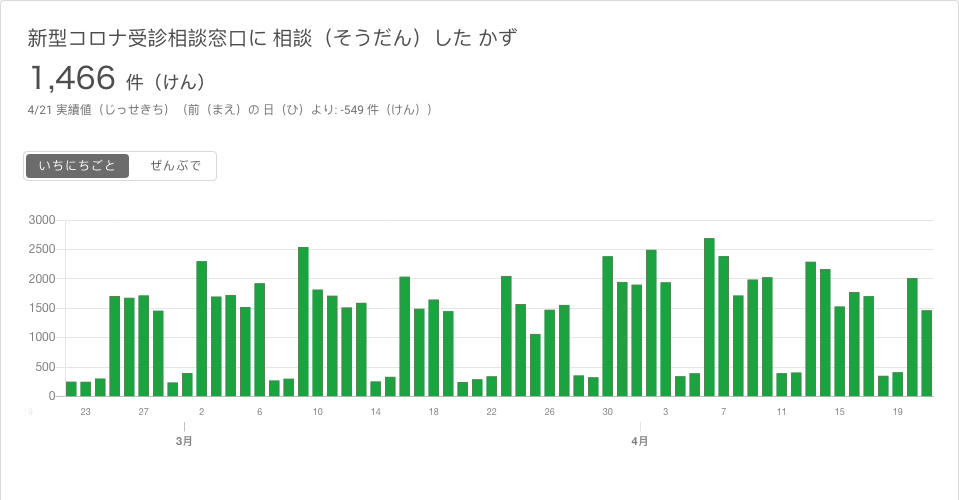 新型コロナ受診相談窓口に 相談（そうだん）した かず
1,466 件（けん）
4/21 実績値（じっせきち）（前（まえ）の 日（ひ）より: -549 件（けん））
いちにちごと ぜんぶで
3000
2500
2000
1500
1000
500
0
23 27 2 6 10 14 18 22 26 30 3 7 11 15 19
3月 4月